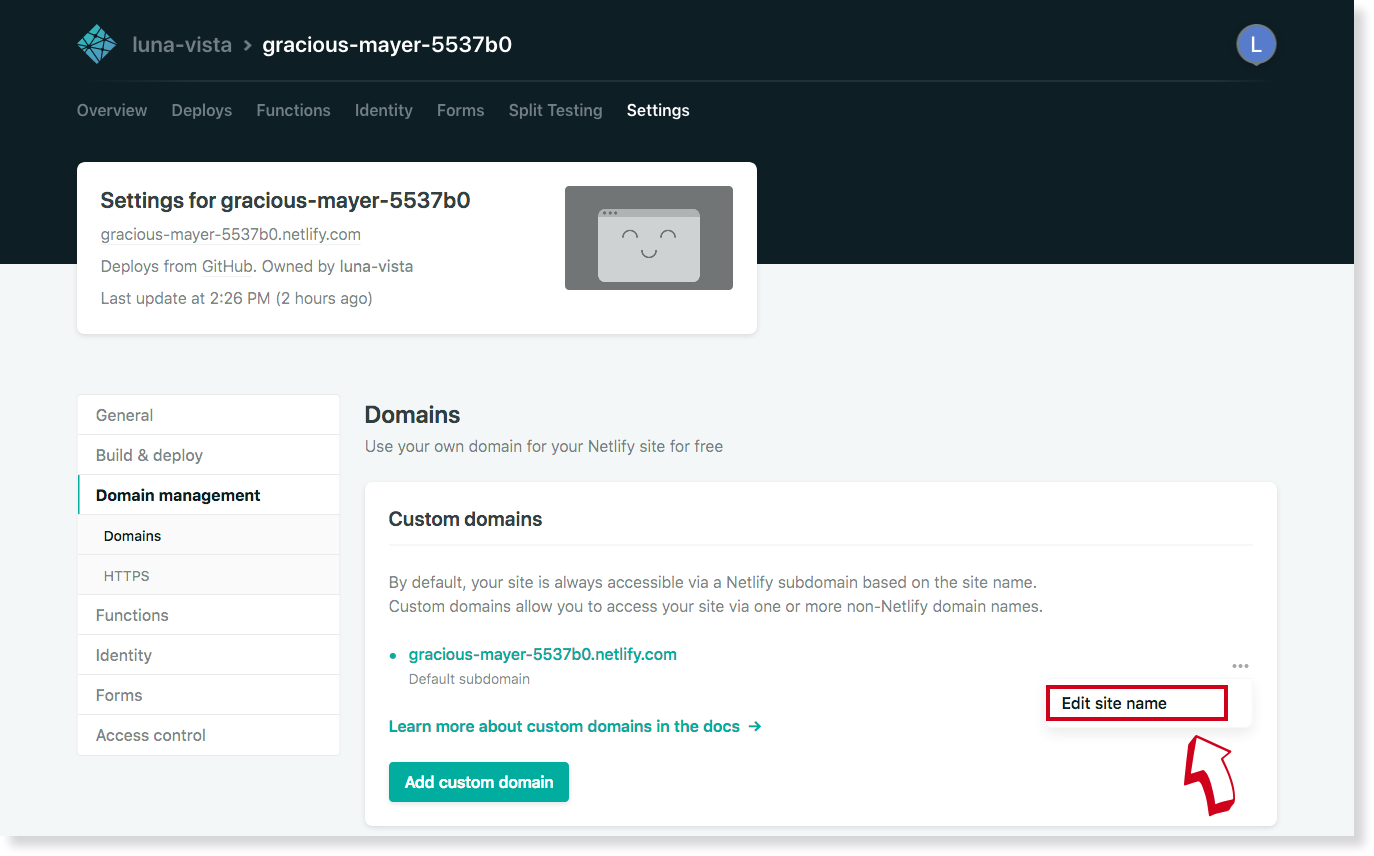 luna-vista > gracious-mayer-5537b0
L
Overview Deploys Functions Identity Forms Split Testing Settings
Settings for gracious-mayer-5537b0
gracious-mayer-5537b0.netlify.com
Deploys from GitHub. Owned by luna-vista
Last update at 2:26 PM (2 hours ago)
General
Build & deploy
Domain management
Domains
HTTPS
Functions
Identity
Forms
Access control
Domains
Use your own domain for your Netlify site for free
Custom domains
By default, your site is always accessible via a Netlify subdomain based on the site name.
Custom domains allow you to access your site via one or more non-Netlify domain names.
• gracious-mayer-5537b0.netlify.com
Default subdomain
•••
Edit site name
Learn more about custom domains in the docs →
Add custom domain